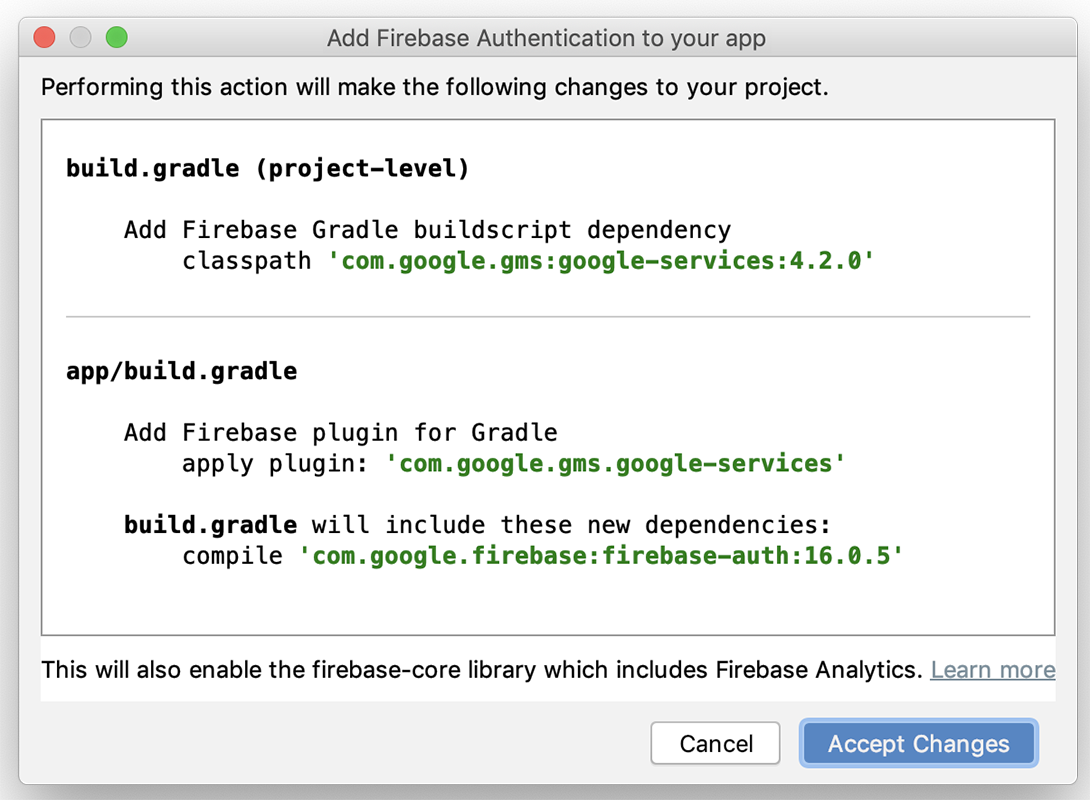 Add Firebase Authentication to your app
Performing this action will make the following changes to your project.
build.gradle (project-level)
Add Firebase Gradle buildscript dependency
classpath 'com.google.gms:google-services:4.2.0'
app/build.gradle
Add Firebase plugin for Gradle
apply plugin: 'com.google.gms.google-services'
build.gradle will include these new dependencies:
compile 'com.google.firebase:firebase-auth:16.0.5'
This will also enable the firebase-core library which includes Firebase Analytics. Learn more
Cancel Accept Changes